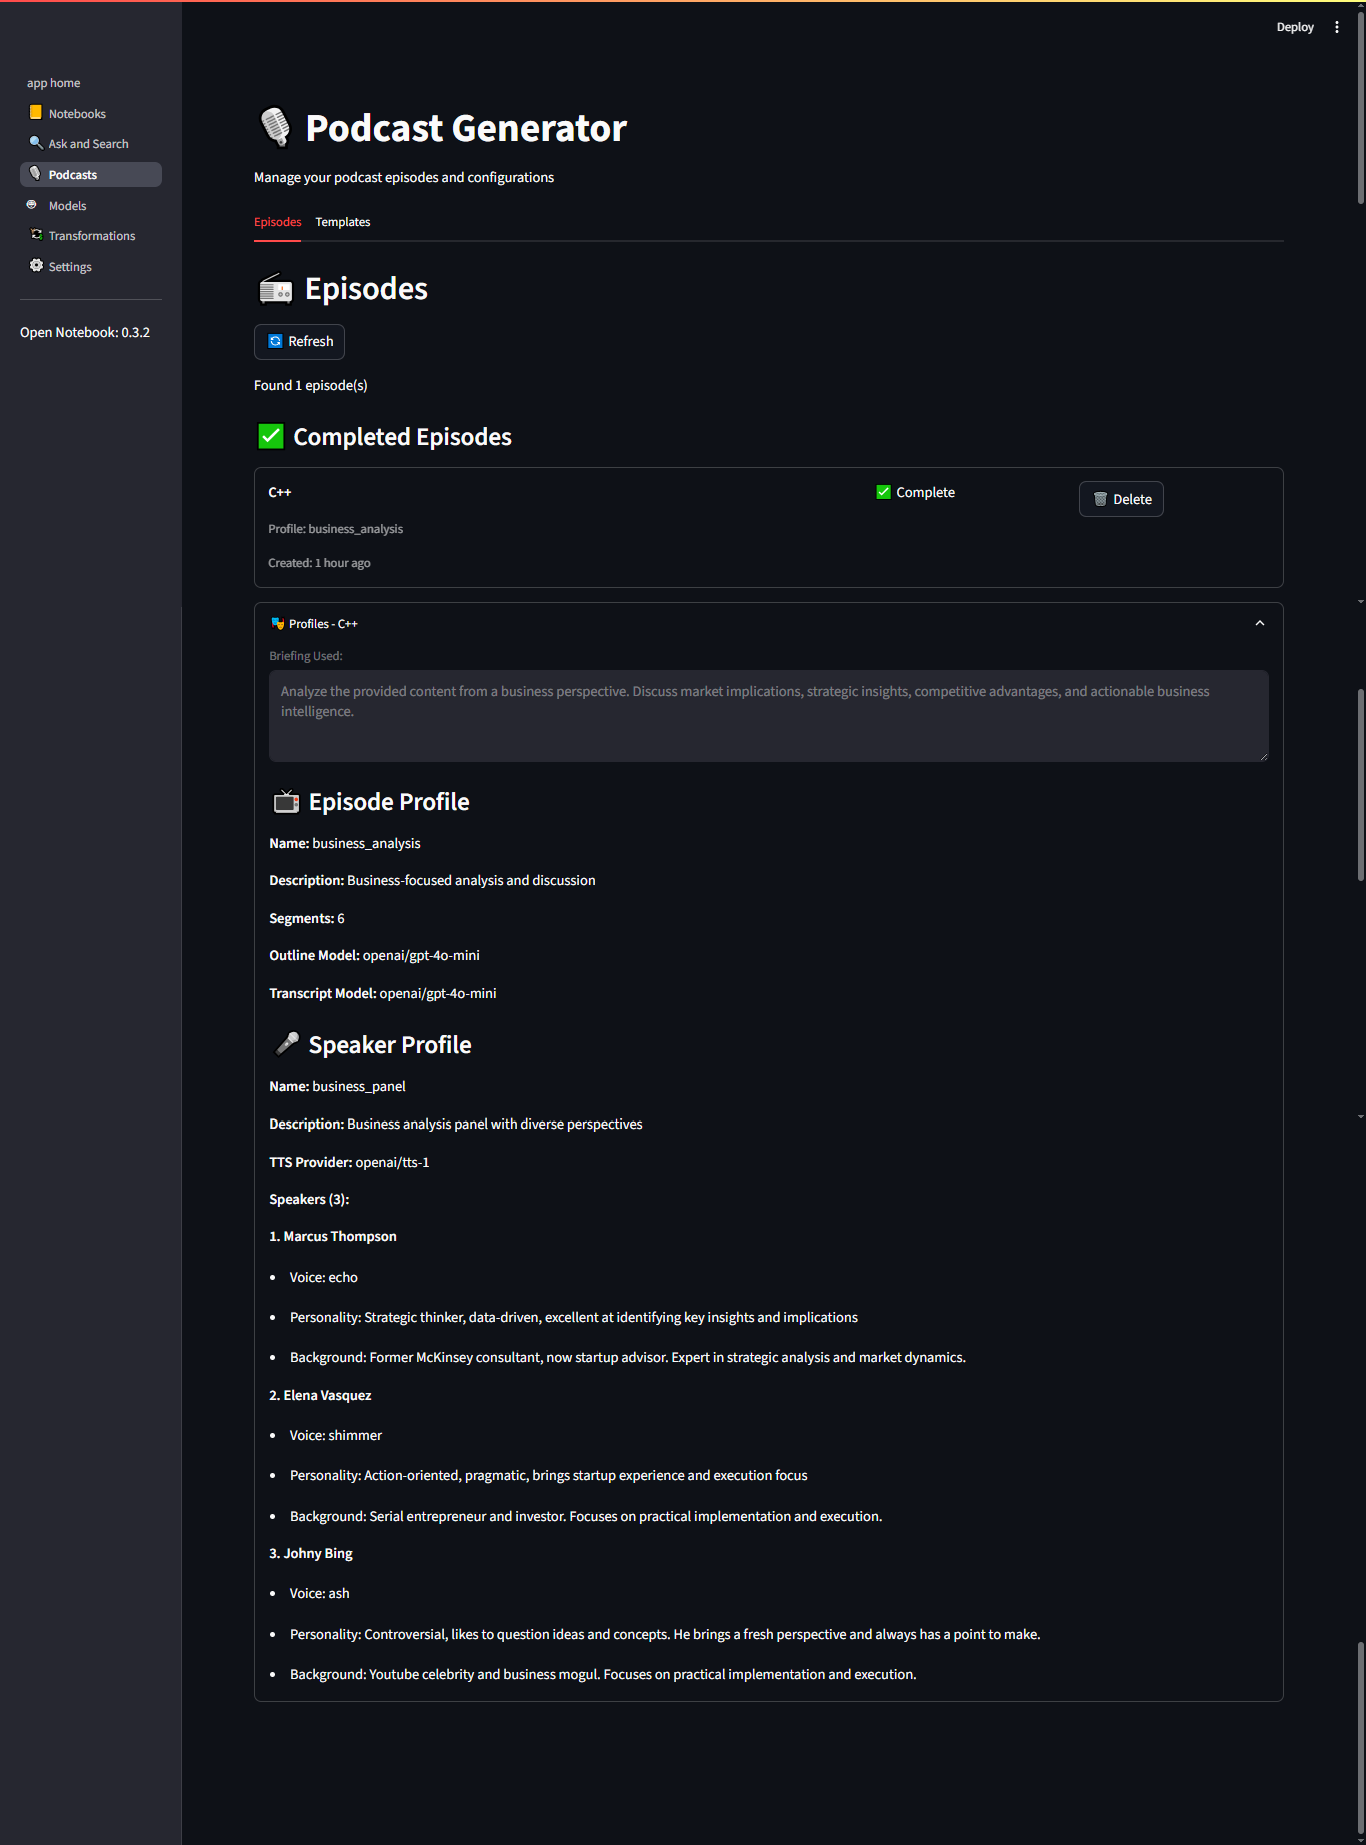 Deploy
app home
Notebooks
Ask and Search
Podcasts
Models
Transformations
Settings
Open Notebook: 0.3.2
Podcast Generator
Manage your podcast episodes and configurations
Episodes
Templates
Episodes
Refresh
Found 1 episode(s)
Completed Episodes
C++
Complete
Delete
Profile: business_analysis
Created: 1 hour ago
Profiles - C++
Briefing Used:
Analyze the provided content from a business perspective. Discuss market implications, strategic insights, competitive advantages, and actionable business
intelligence.
Episode Profile
Name: business_analysis
Description: Business-focused analysis and discussion
Segments: 6
Outline Model: openai/gpt-4o-mini
Transcript Model: openai/gpt-4o-mini
Speaker Profile
Name: business_panel
Description: Business analysis panel with diverse perspectives
TTS Provider: openai/tts-1
Speakers (3):
1. Marcus Thompson
• Voice: echo
• Personality: Strategic thinker, data-driven, excellent at identifying key insights and implications
• Background: Former McKinsey consultant, now startup advisor. Expert in strategic analysis and market dynamics.
2. Elena Vasquez
• Voice: shimmer
• Personality: Action-oriented, pragmatic, brings startup experience and execution focus
• Background: Serial entrepreneur and investor. Focuses on practical implementation and execution.
3. Johny Bing
• Voice: ash
• Personality: Controversial, likes to question ideas and concepts. He brings a fresh perspective and always has a point to make.
• Background: Youtube celebrity and business mogul. Focuses on practical implementation and execution.